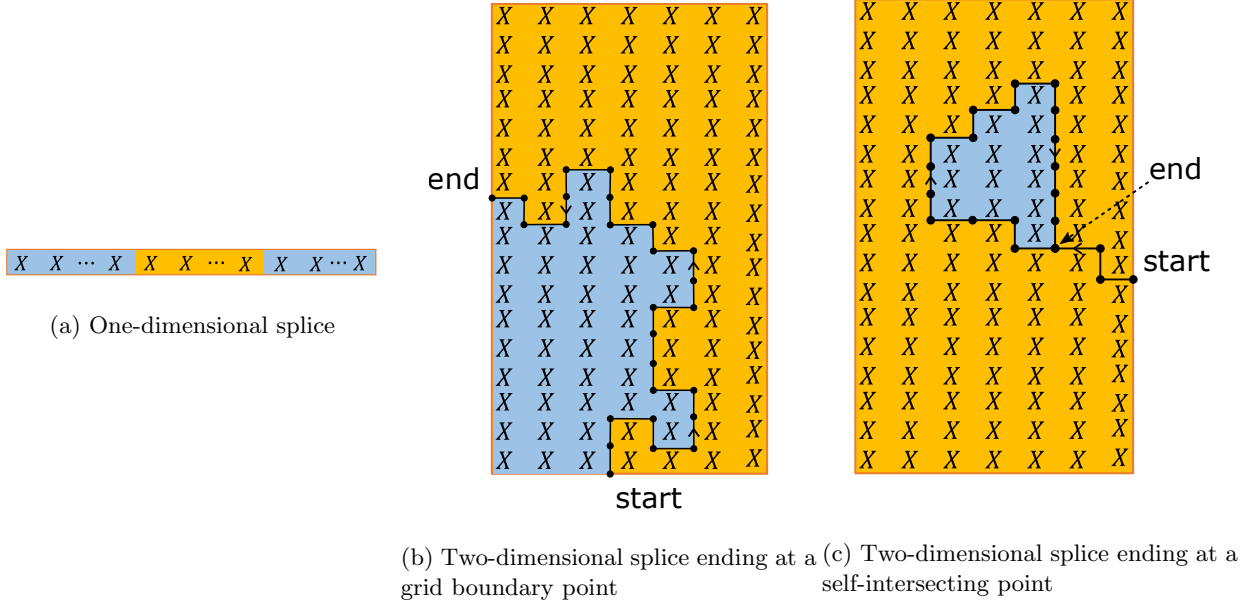 X X ··· X X X ··· X X X ··· X
(a) One-dimensional splice
X X X X X X X
X X X X X X X
X X X X X X X
X X X X X X X
X X X X X X X
X X X X X X X
end
X X X X X X X
X X X X X X X
X X X X X X X
X X X X X X X
X X X X X X X
X X X X X X X
X X X X X X X
X X X X X X X
X X X X X X X
X X X X X X X
X X X X X X X
start
(b) Two-dimensional splice ending at a
grid boundary point
X X X X X X X
X X X X X X X
X X X X X X X
X X X X X X X
X X X X X X X
X X X X X X X
end
X X X X X X X
X X X X X X X
X X X X X X X
start
X X X X X X X
X X X X X X X
X X X X X X X
X X X X X X X
X X X X X X X
X X X X X X X
X X X X X X X
X X X X X X X
(c) Two-dimensional splice ending at a
self-intersecting point